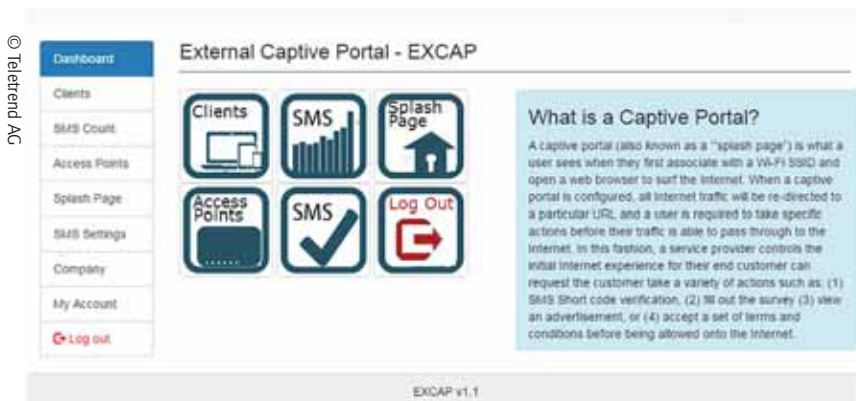 © Teletrend AG
External Captive Portal - EXCAP
Dashboard
Clients
SMS Count
Access Points
Splash Page
SMS Settings
Company
My Account
Log out
Clients
SMS
Splash
Page
Access
Points
SMS
Log Out
What is a Captive Portal?
A captive portal (also known as a "splash page") is what a
user sees when they first associate with a Wi-Fi SSID and
open a web browser to surf the Internet. When a captive
portal is configured, all Internet traffic will be re-directed to
a particular URL, and a user is required to take specific
actions before their traffic is able to pass through to the
Internet. In this fashion, a service provider controls the
initial Internet experience for their end customer can
request the customer take a variety of actions such as: (1)
SMS Short code verification, (2) fill out the survey (3) view
an advertisement, or (4) accept a set of terms and
conditions before being allowed onto the Internet.
EXCAP v1.1